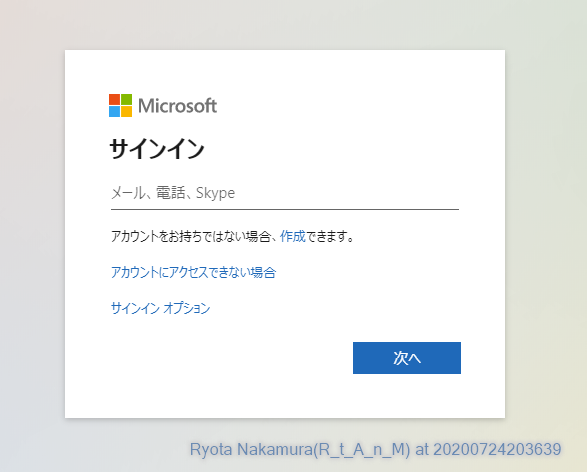 Microsoft
サインイン
メール、電話、Skype
アカウントをお持ちではない場合、作成できます。
アカウントにアクセスできない場合
サインイン オプション
次へ
Ryota Nakamura(R_t_A_n_M) at 20200724203639